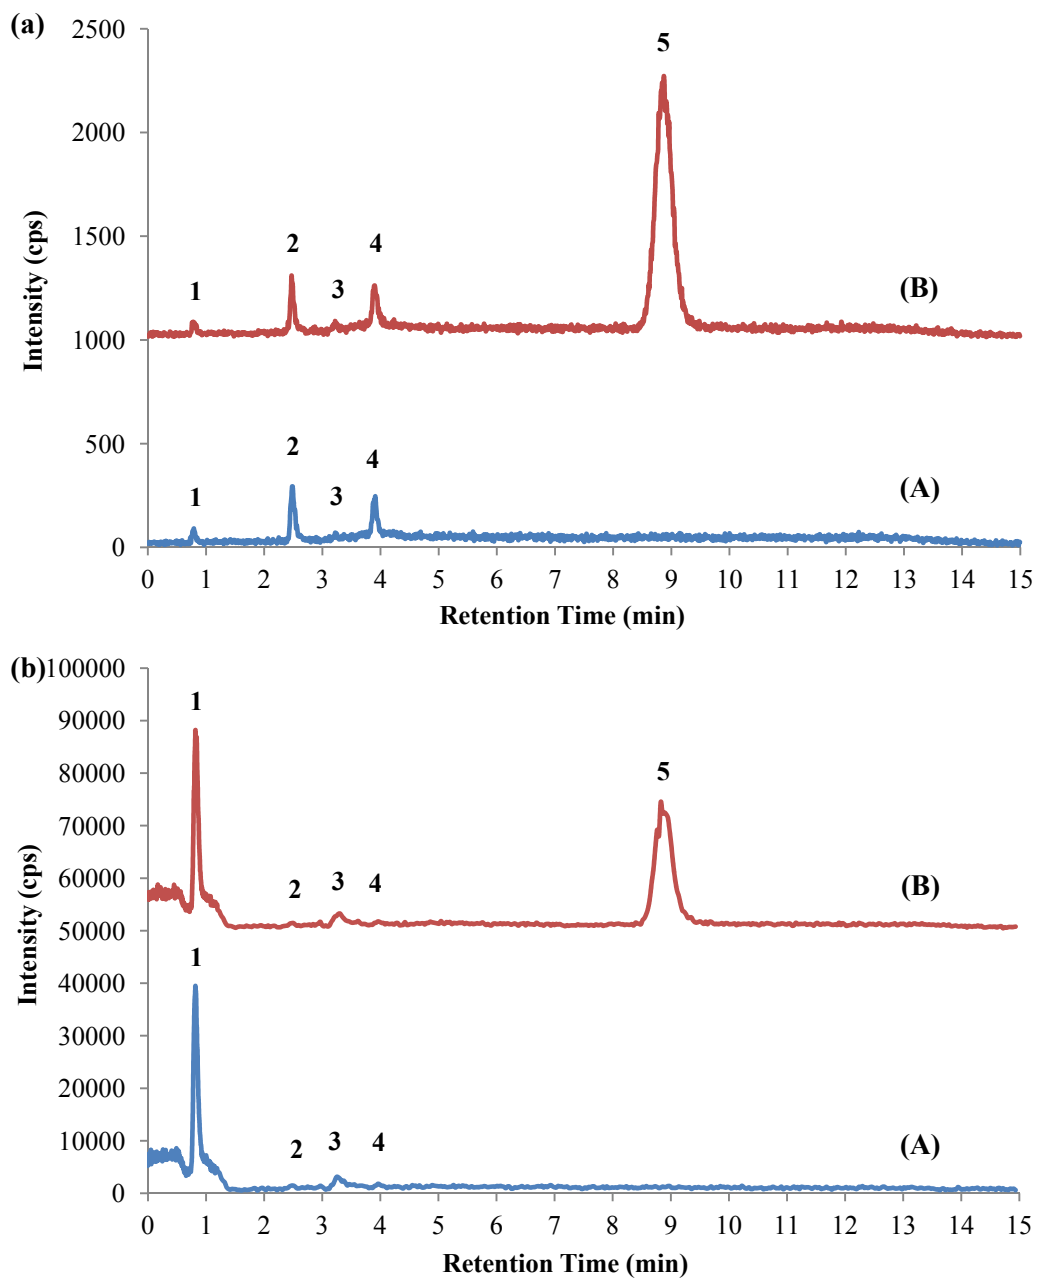 (a)
2500
2000
1500
1000
500
0
Intensity (cps)
5
2
4
1
3
(B)
2
4
1
3
(A)
0 1 2 3 4 5 6 7 8 9 10 11 12 13 14 15
Retention Time (min)
(b)
100000
90000
80000
70000
60000
50000
40000
30000
20000
10000
0
Intensity (cps)
1
5
2
3
4
(B)
1
2
3
4
(A)
0 1 2 3 4 5 6 7 8 9 10 11 12 13 14 15
Retention Time (min)